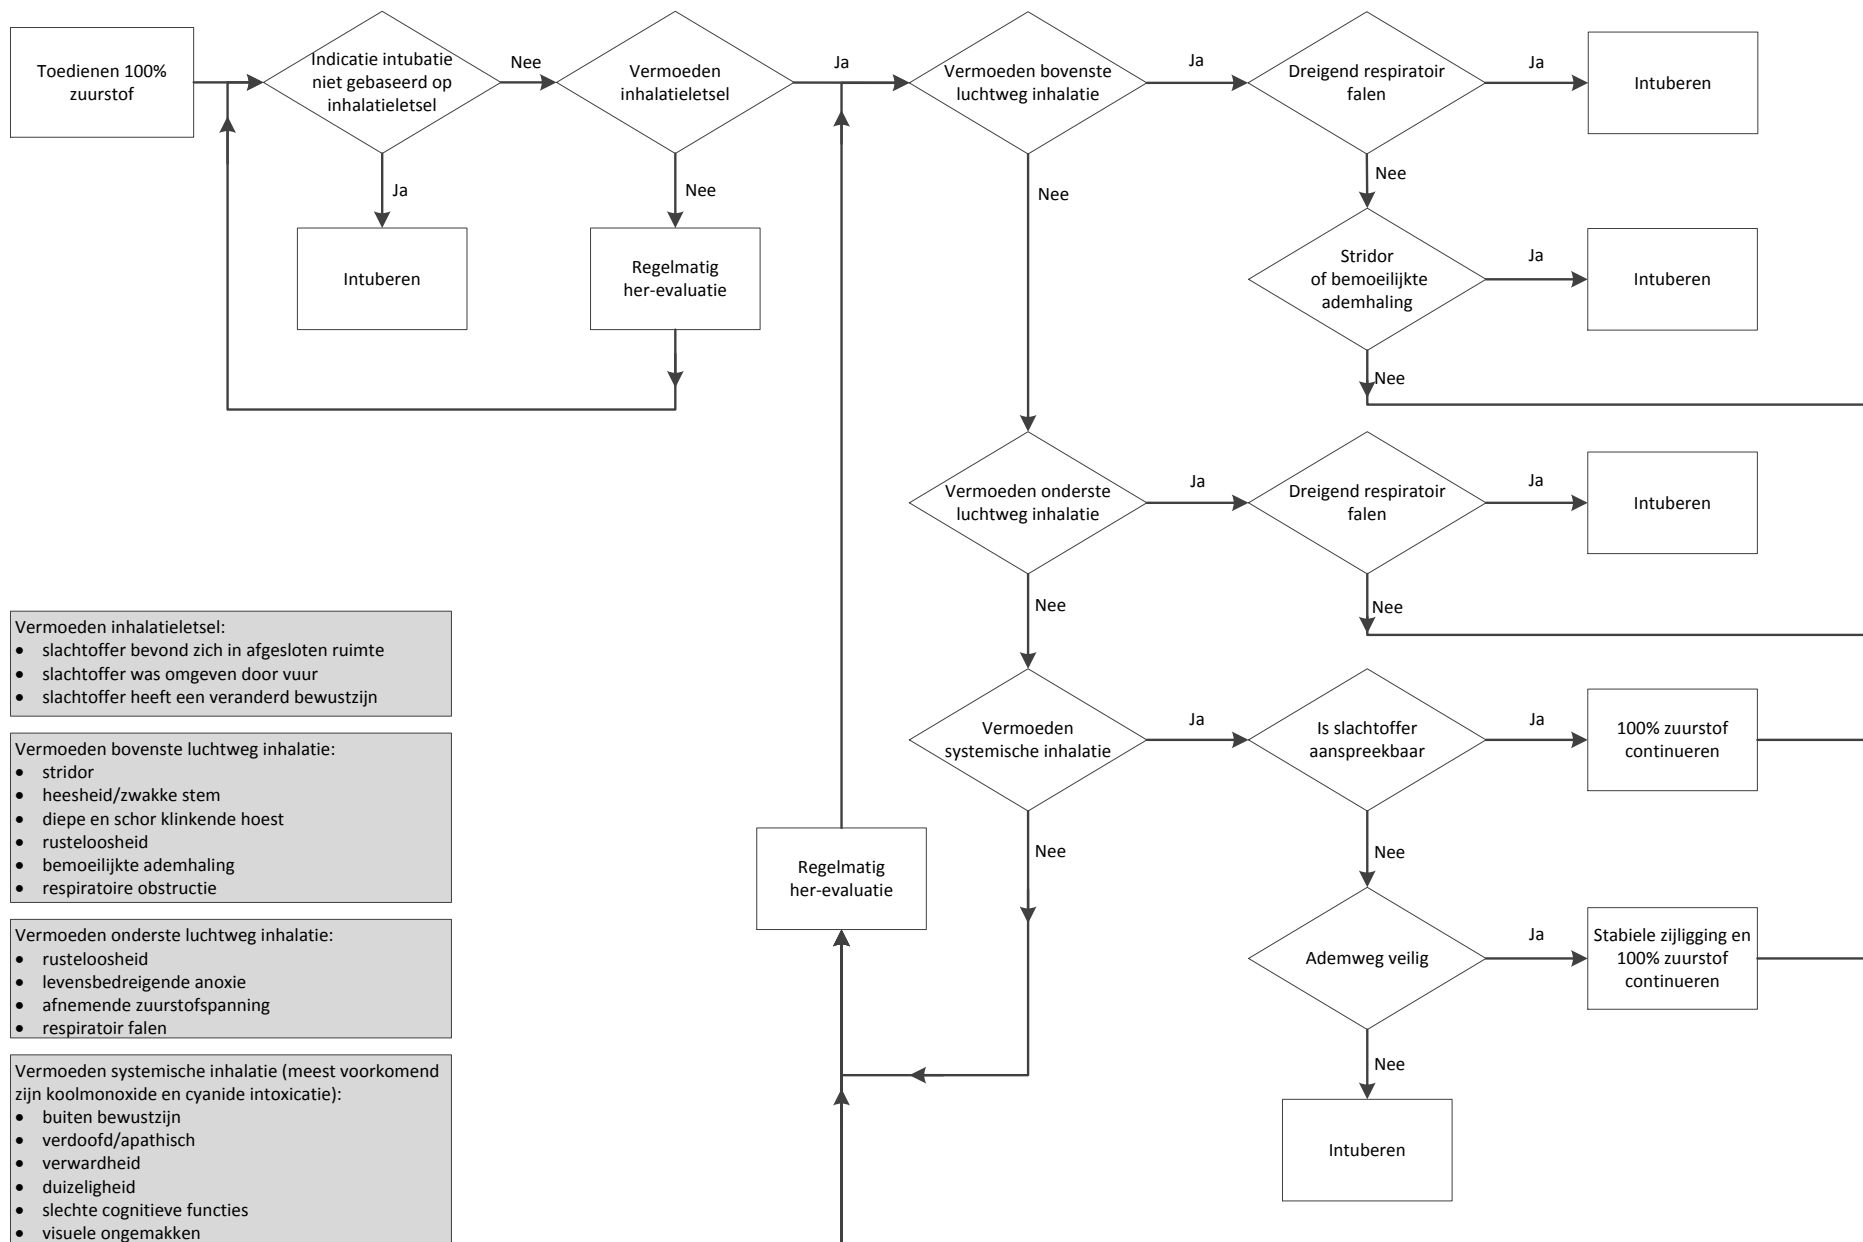 Toedienen 100%
zuurstof
Indicatie intubatie
niet gebaseerd op
inhalatieletsel
Nee
Ja
Intuberen
Vermoeden
inhalatieletsel
Ja
Nee
Regelmatig
her-evaluatie
Vermoeden bovenste
luchtweg inhalatie
Ja
Nee
Dreigend respiratoir
falen
Ja
Intuberen
Nee
Stridor
of bemoeilijkte
ademhaling
Ja
Intuberen
Nee
Vermoeden onderste
luchtweg inhalatie
Ja
Nee
Dreigend respiratoir
falen
Ja
Intuberen
Nee
Vermoeden
systemische inhalatie
Ja
Nee
Is slachtoffer
aanspreekbaar
Ja
100% zuurstof
continueren
Nee
Regelmatig
her-evaluatie
Ademweg veilig
Ja
Stabiele zijligging en
100% zuurstof
continueren
Nee
Intuberen
Vermoeden inhalatieletsel:
• slachtoffer bevond zich in afgesloten ruimte
• slachtoffer was omgeven door vuur
• slachtoffer heeft een veranderd bewustzijn
Vermoeden bovenste luchtweg inhalatie:
• stridor
• heesheid/zwakke stem
• diepe en schor klinkende hoest
• rusteloosheid
• bemoeilijkte ademhaling
• respiratoire obstructie
Vermoeden onderste luchtweg inhalatie:
• rusteloosheid
• levensbedreigende anoxie
• afnemende zuurstofspanning
• respiratoir falen
Vermoeden systemische inhalatie (meest voorkomend
zijn koolmonoxide en cyanide intoxicatie):
• buiten bewustzijn
• verdoofd/apathisch
• verwardheid
• duizeligheid
• slechte cognitieve functies
• visuele ongemakken